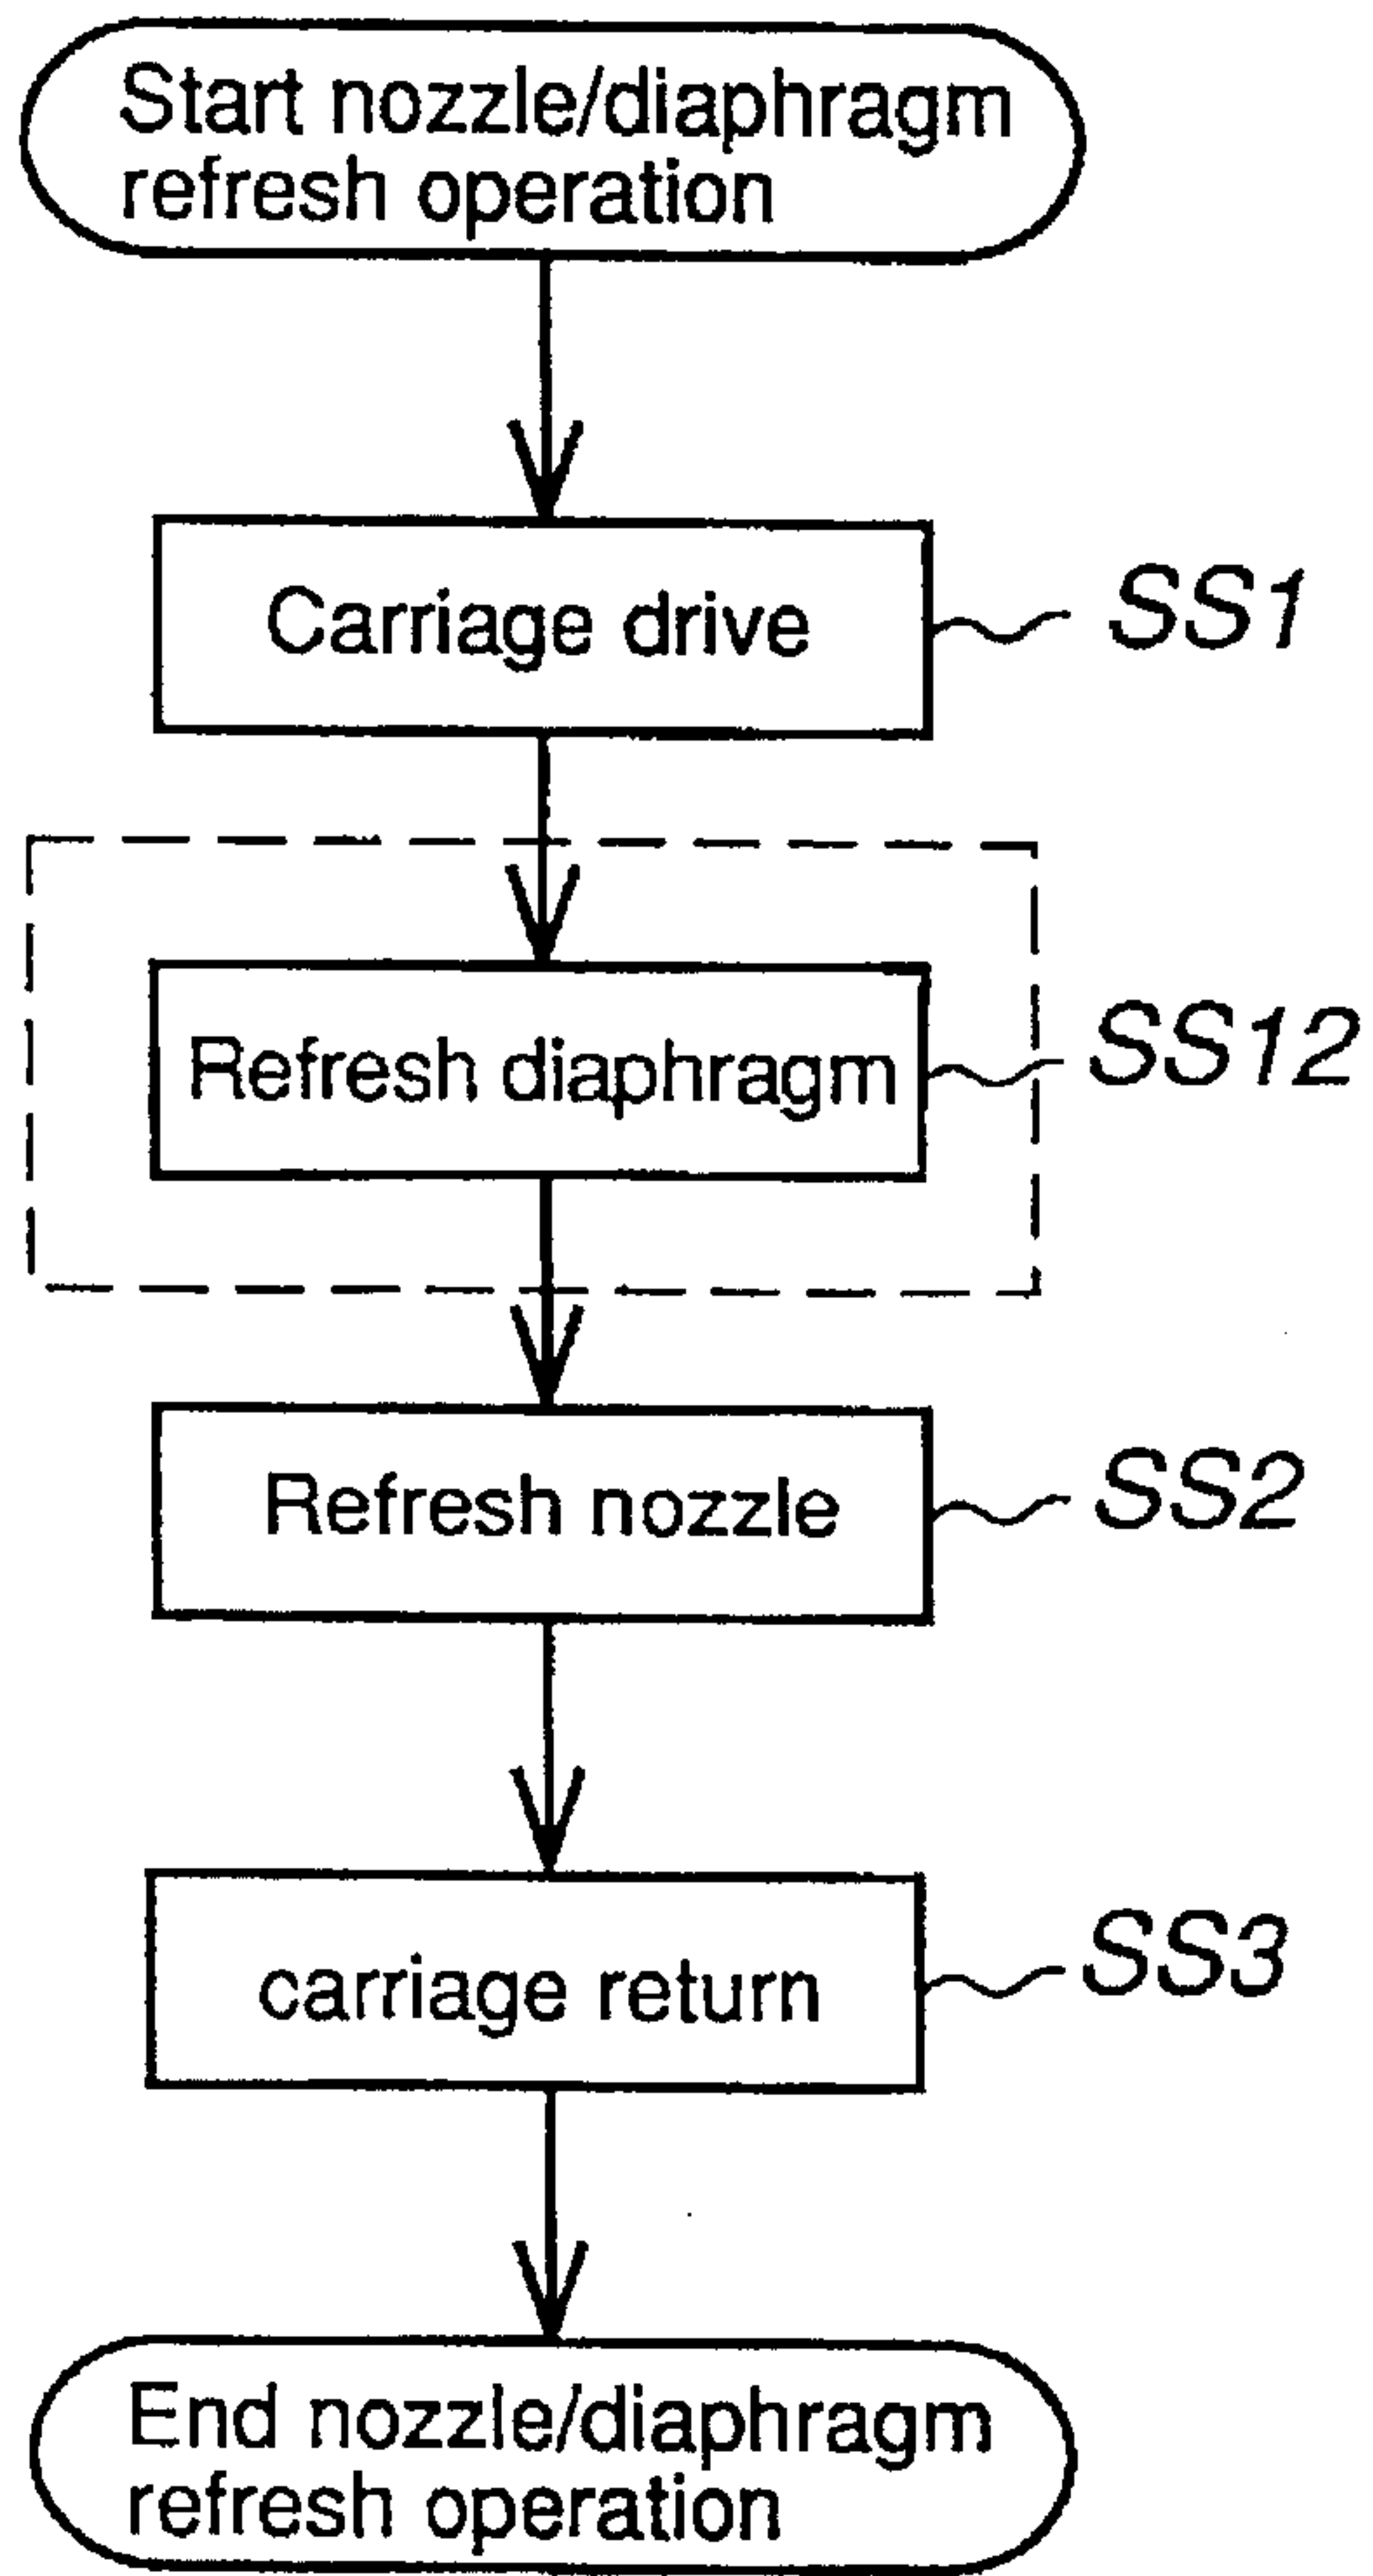 Start nozzle/diaphragm
refresh operation
Carriage drive
SS1
Refresh diaphragm
SS12
Refresh nozzle
SS2
carriage return
SS3
End nozzle/diaphragm
refresh operation